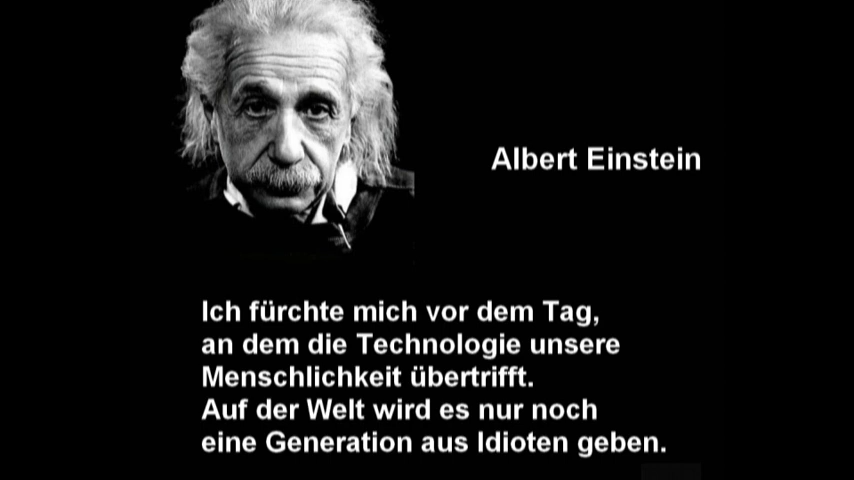 Albert Einstein
Ich fürchte mich vor dem Tag,
an dem die Technologie unsere
Menschlichkeit übertrifft.
Auf der Welt wird es nur noch
eine Generation aus Idioten geben.